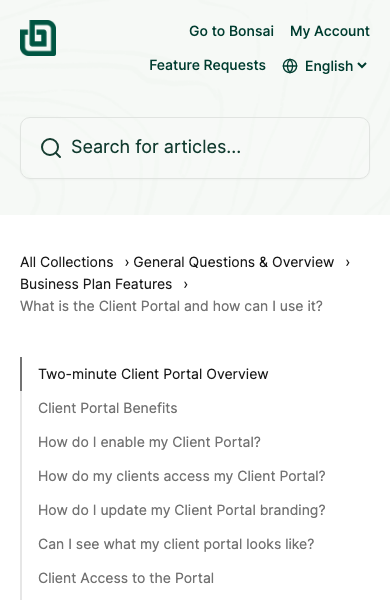 Go to Bonsai My Account
Feature Requests English
Search for articles...
All Collections › General Questions & Overview ›
Business Plan Features ›
What is the Client Portal and how can I use it?
Two-minute Client Portal Overview
Client Portal Benefits
How do I enable my Client Portal?
How do my clients access my Client Portal?
How do I update my Client Portal branding?
Can I see what my client portal looks like?
Client Access to the Portal